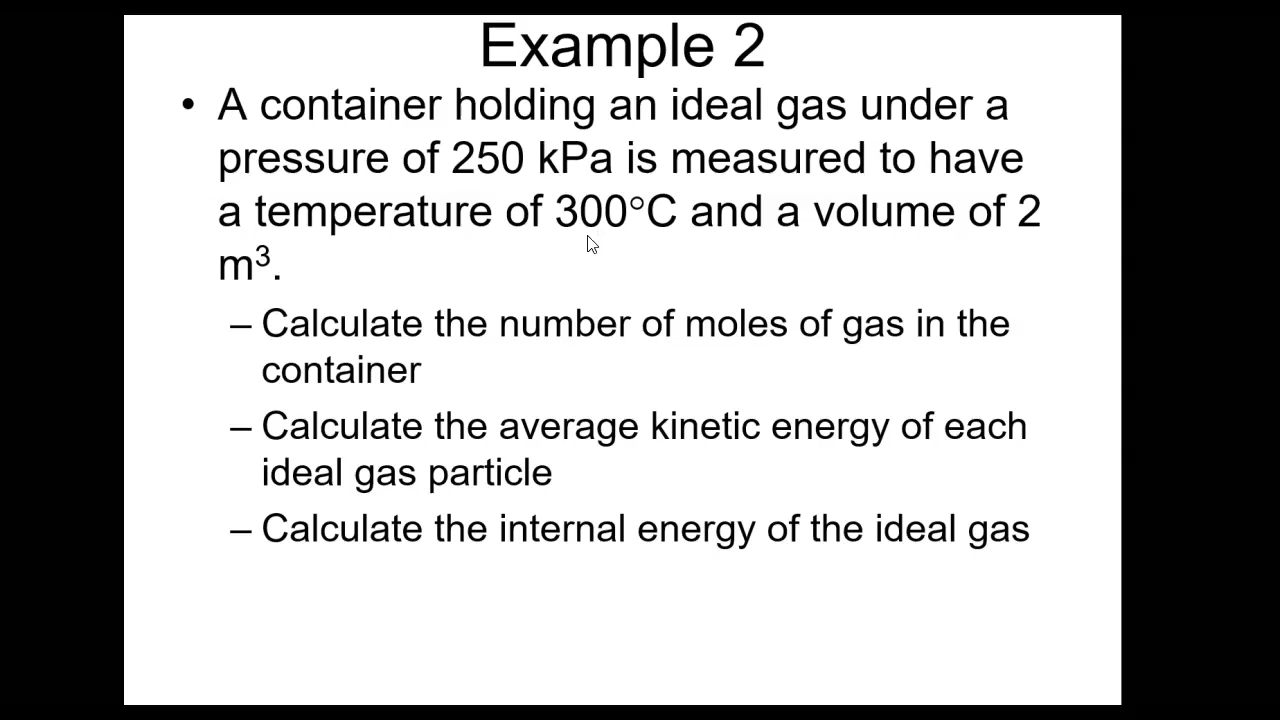 Example 2
• A container holding an ideal gas under a
pressure of 250 kPa is measured to have
a temperature of 300°C and a volume of 2
m³.
– Calculate the number of moles of gas in the
container
– Calculate the average kinetic energy of each
ideal gas particle
– Calculate the internal energy of the ideal gas